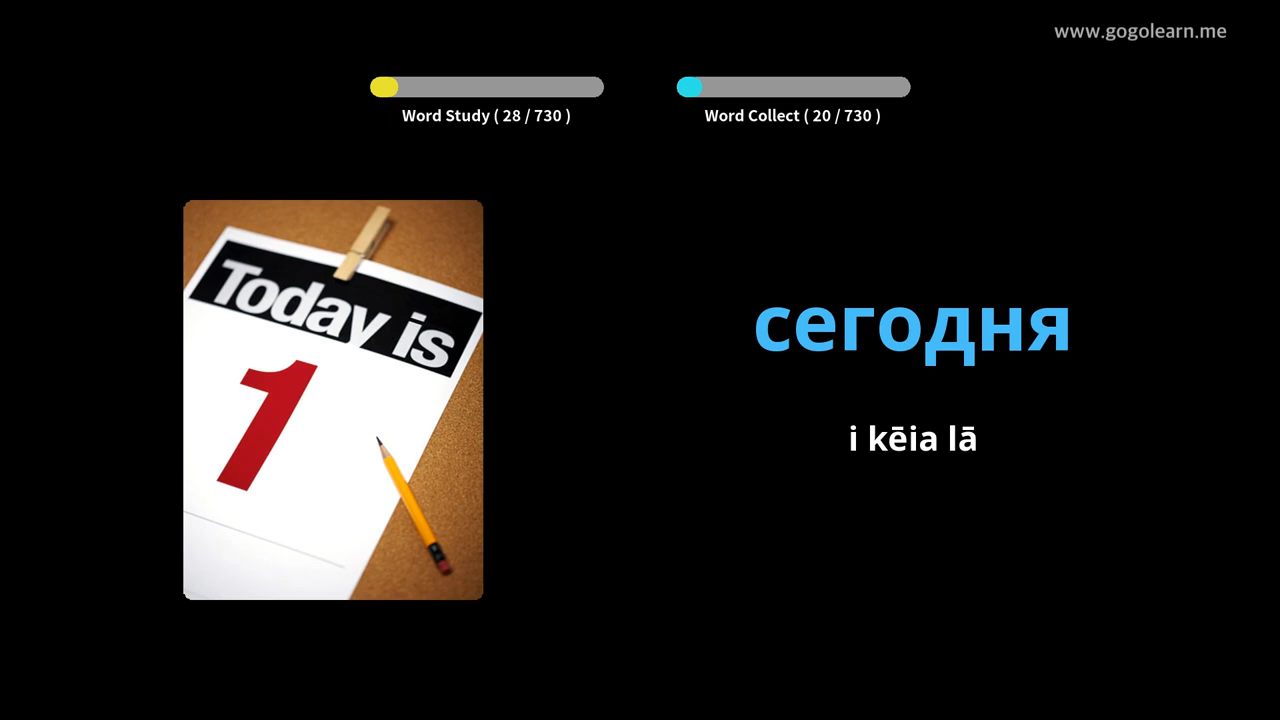 www.gogolearn.me
Word Study ( 28 / 730 )
Word Collect ( 20 / 730 )
Today is
1
сегодня
i kēia lā